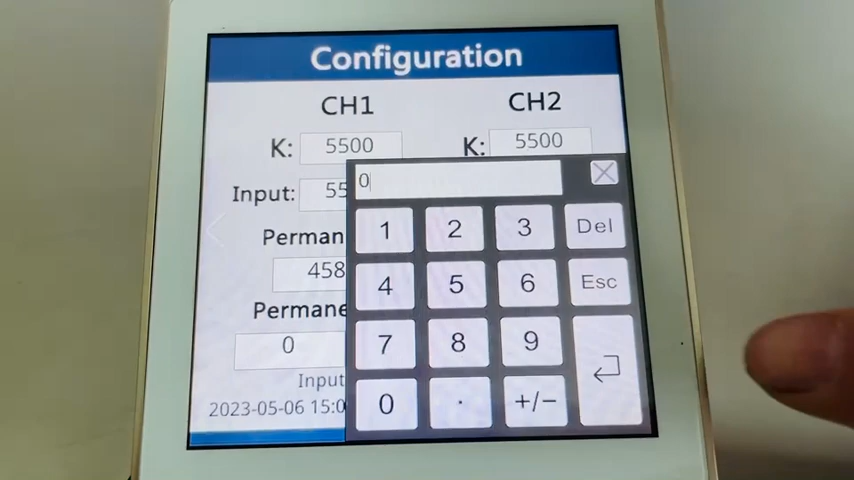 Configuration
CH1 CH2
K: 5500 K: 5500
Input: 55
0
Perman
458
Permane
0
Input
2023-05-06 15:0
1 2 3 Del
4 5 6 Esc
7 8 9
0 . +/-